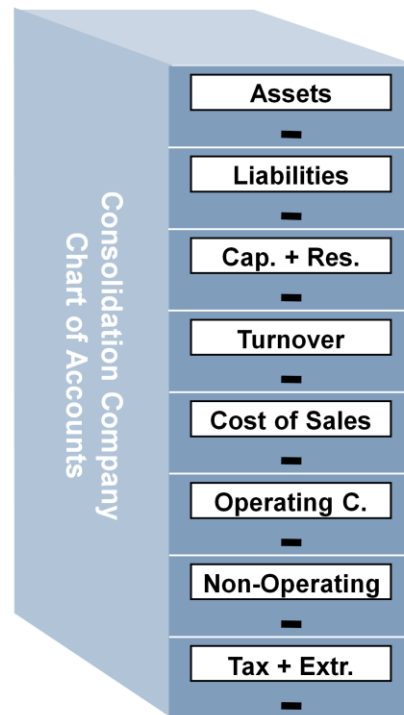 Consolidation Company
Chart of Accounts
Assets
Liabilities
Cap. + Res.
Turnover
Cost of Sales
Operating C.
Non-Operating
Tax + Extr.